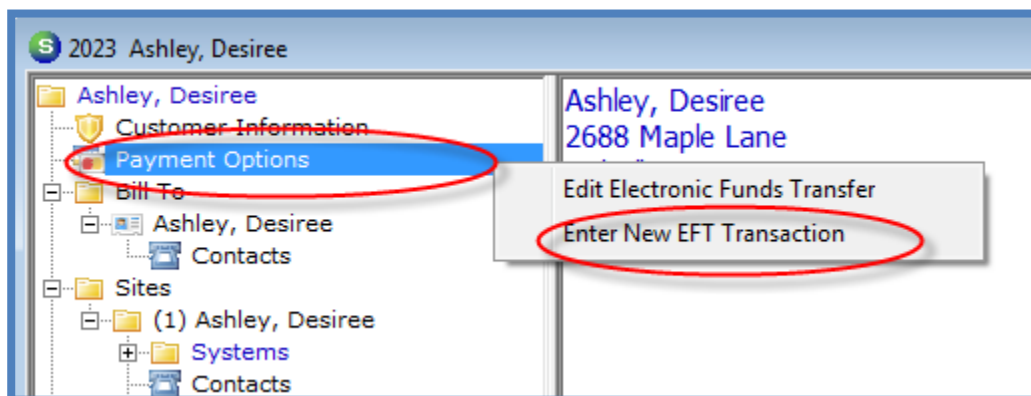 2023 Ashley, Desiree
Ashley, Desiree
Customer Information
Payment Options
Bill To
Ashley, Desiree
Contacts
Sites
(1) Ashley, Desiree
Systems
Contacts
Ashley, Desiree
2688 Maple Lane
Edit Electronic Funds Transfer
Enter New EFT Transaction